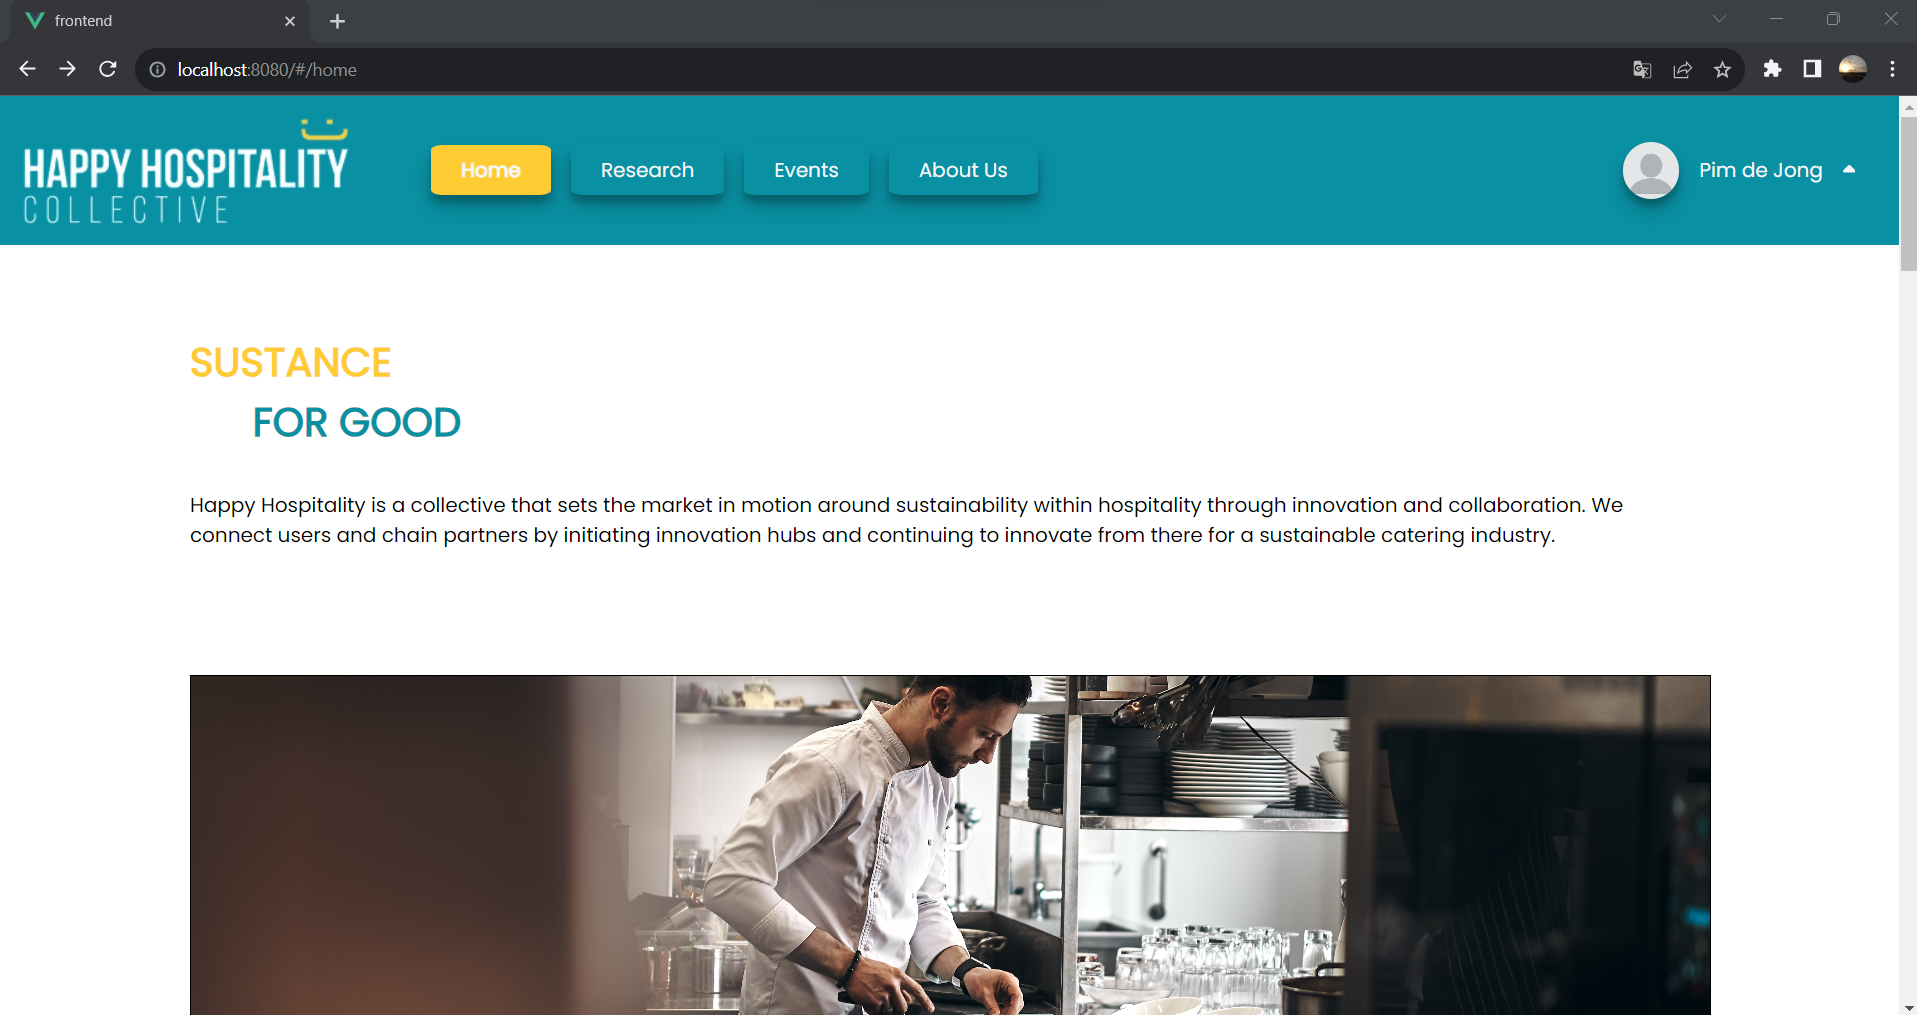 frontend
localhost:8080/#/home
HAPPY HOSPITALITY
COLLECTIVE
Home
Research
Events
About Us
Pim de Jong
SUSTANCE
FOR GOOD
Happy Hospitality is a collective that sets the market in motion around sustainability within hospitality through innovation and collaboration. We
connect users and chain partners by initiating innovation hubs and continuing to innovate from there for a sustainable catering industry.